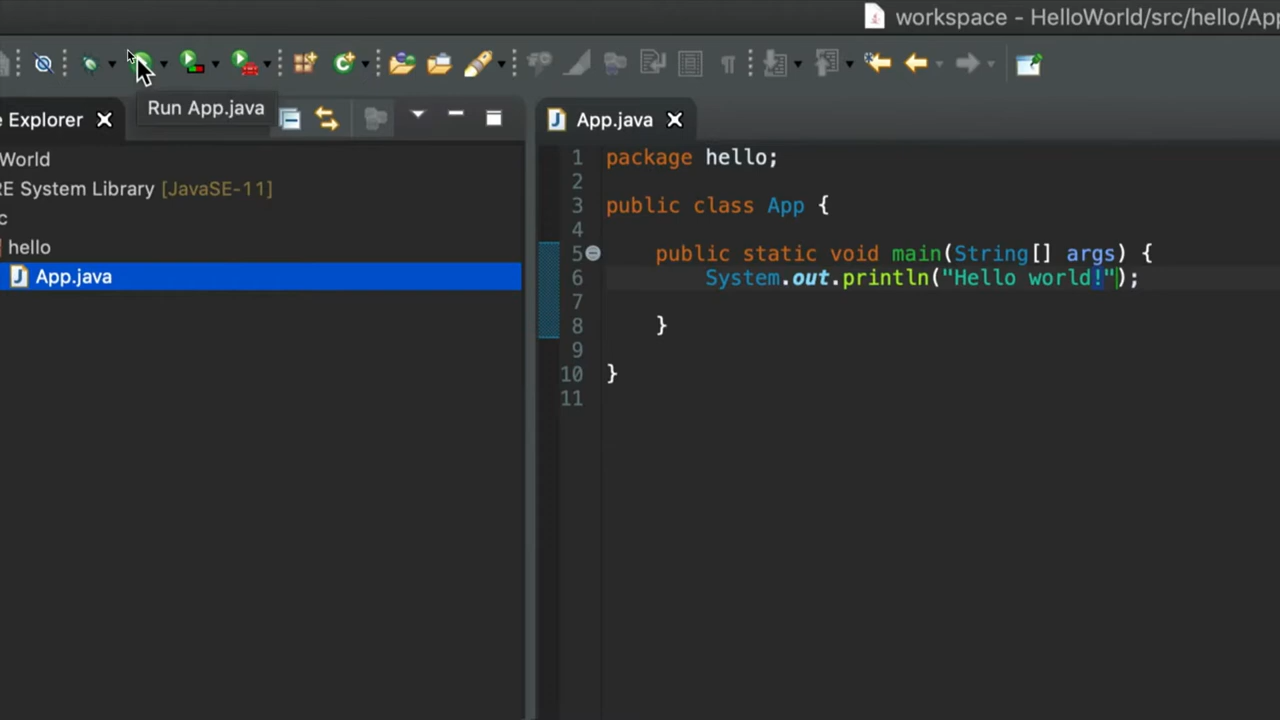 workspace - HelloWorld/src/hello/App
Run App.java
e Explorer
World
RE System Library [JavaSE-11]
c
hello
App.java
App.java
1 package hello;
2
3 public class App {
4
5 public static void main(String[] args) {
6 System.out.println("Hello world!");
7
8 }
9
10 }
11